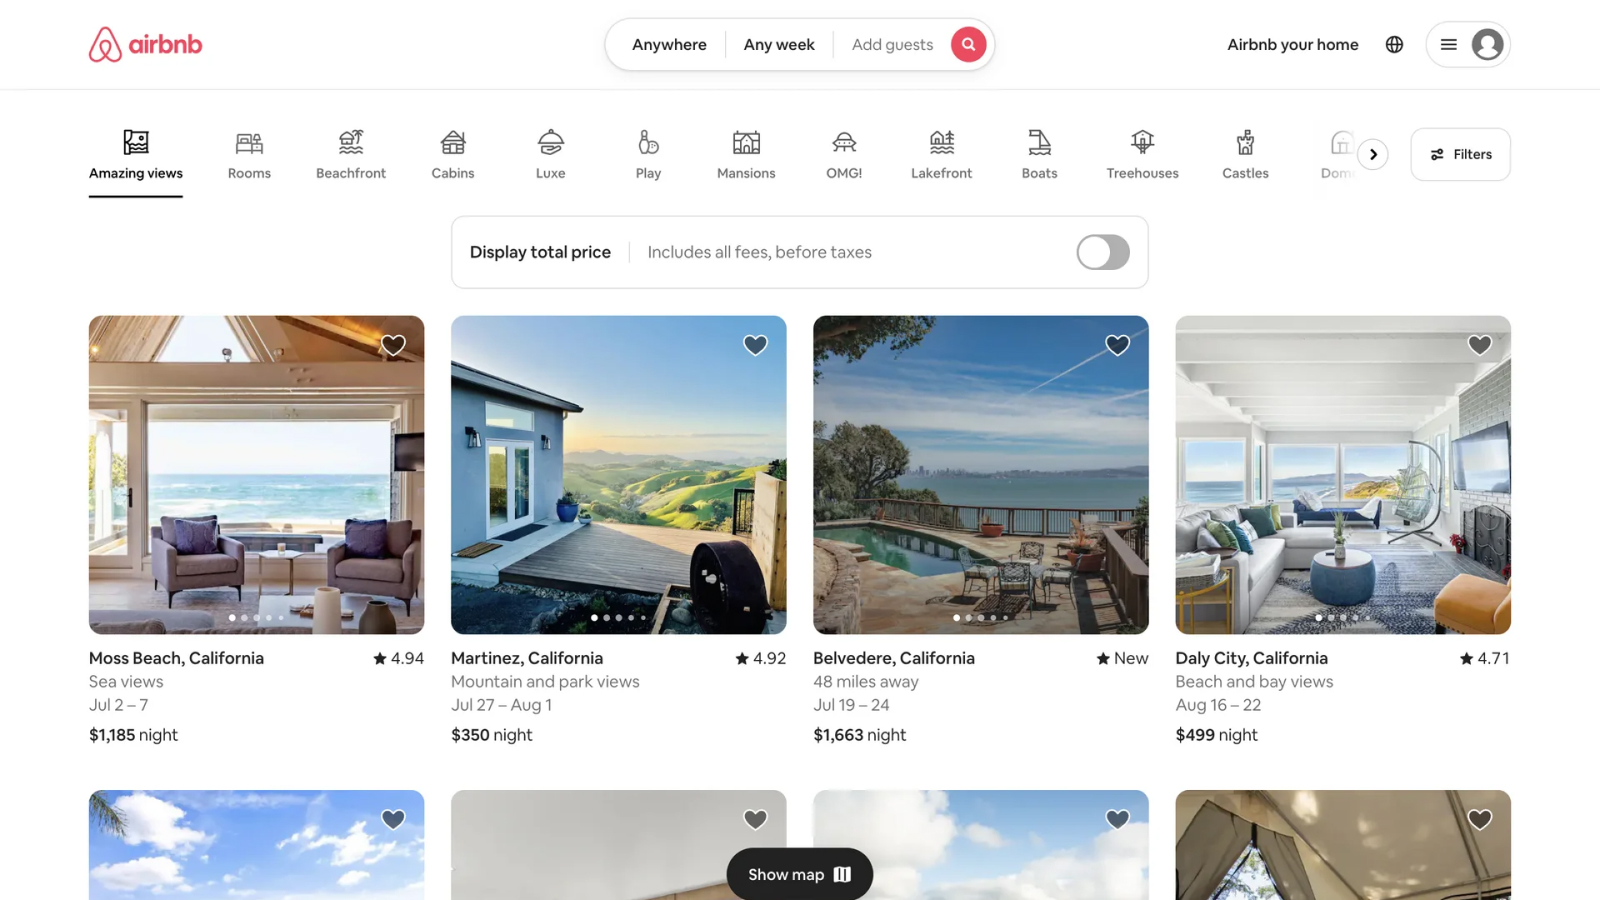 airbnb
Anywhere
Any week
Add guests
Airbnb your home
Amazing views
Rooms
Beachfront
Cabins
Luxe
Play
Mansions
OMG!
Lakefront
Boats
Treehouses
Castles
Filters
Display total price
Includes all fees, before taxes
Moss Beach, California
4.94
Sea views
Jul 2 – 7
$1,185 night
Martinez, California
4.92
Mountain and park views
Jul 27 – Aug 1
$350 night
Belvedere, California
New
48 miles away
Jul 19 – 24
$1,663 night
Daly City, California
4.71
Beach and bay views
Aug 16 – 22
$499 night
Show map